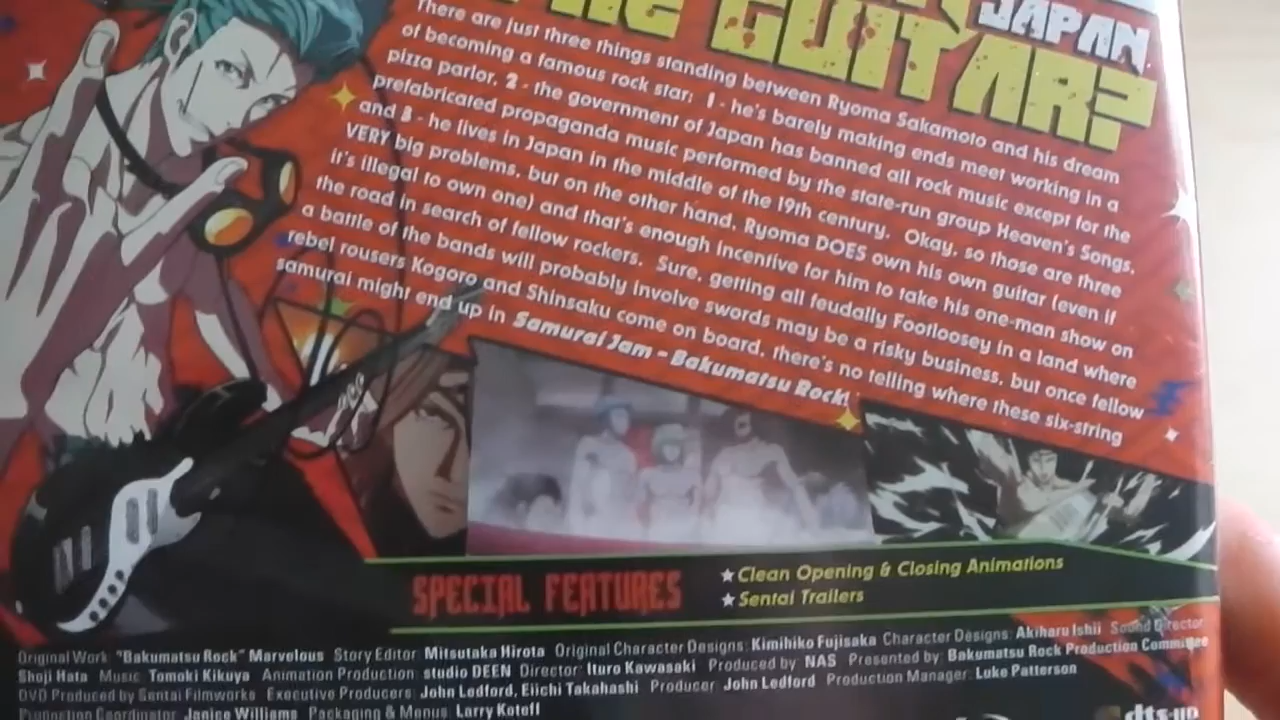 JAPAN
THE GUITAR?
There are just three things standing between Ryoma Sakamoto and his dream
of becoming a famous rock star: 1 - he's barely making ends meet working in a
pizza parlor, 2 - the government of Japan has banned all rock music except for the
prefabricated propaganda music performed by the state-run group Heaven's Songs,
and 3 - he lives in Japan in the middle of the 19th century. Okay, so those are three
VERY big problems, but on the other hand, Ryoma DOES own his own guitar (even if
it's illegal to own one) and that's enough incentive for him to take his one-man show on
the road in search of fellow rockers. Sure, getting all feudally Footloosey in a land where
a battle of the bands will probably involve swords may be a risky business, but once fellow
rebel rousers Kogoro and Shinsaku come on board, there's no telling where these six-string
samurai might end up in Samurai Jam - Bakumatsu Rock!
SPECIAL FEATURES
★Clean Opening & Closing Animations
★Sentai Trailers
Original Work "Bakumatsu Rock" Marvelous Story Editor Mitsutaka Hirota Original Character Designs: Kimihiko Fujisaka Character Designs: Akiharu Ishii Sound Director
Shoji Hata Music Tomoki Kikuya Animation Production studio DEEN Director: Ituro Kawasaki Produced by NAS Presented by: Bakumatsu Rock Production Committee
DVD Produced by Sentai Filmworks Executive Producers: John Ledford, Eiichi Takahashi Producer John Ledford Production Manager: Luke Patterson
Production Coordinator Janice Williams Packaging & Menus Larry Koteff